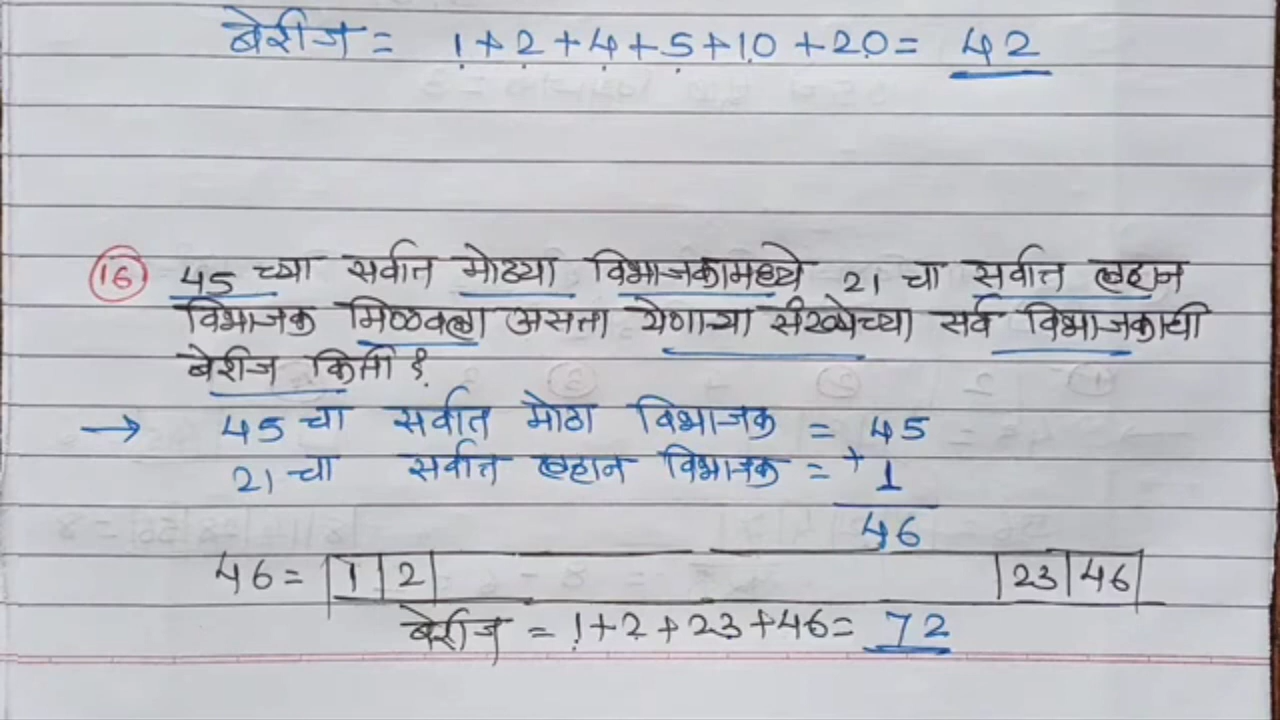 बेरीज = 1+2+4+5+10+20= 42
16 45 च्या सर्वात मोठ्या विभाजकामध्ये 21 चा सर्वात लहान
विभाजक मिळवला असता येणाऱ्या संख्येच्या सर्व विभाजकाची
बेरीज किती ?
→ 45 चा सर्वात मोठा विभाजक = 45
21 चा सर्वात लहान विभाजक = + 1
46
46 = |1|2| |23|46|
बेरीज = 1+2+23+46= 72